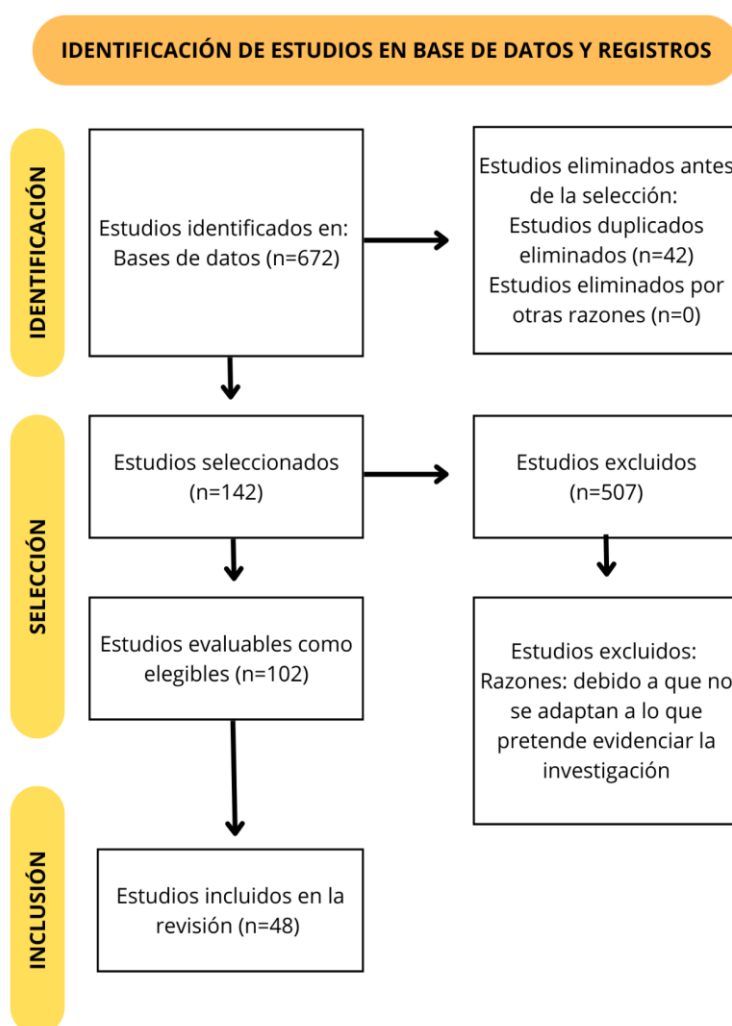 IDENTIFICACIÓN DE ESTUDIOS EN BASE DE DATOS Y REGISTROS
IDENTIFICACIÓN
Estudios identificados en:
Bases de datos (n=672)
Estudios eliminados antes
de la selección:
Estudios duplicados
eliminados (n=42)
Estudios eliminados por
otras razones (n=0)
SELECCIÓN
Estudios seleccionados
(n=142)
Estudios excluidos
(n=507)
Estudios evaluables como
elegibles (n=102)
Estudios excluidos:
Razones: debido a que no
se adaptan a lo que
pretende evidenciar la
investigación
INCLUSIÓN
Estudios incluidos en la
revisión (n=48)